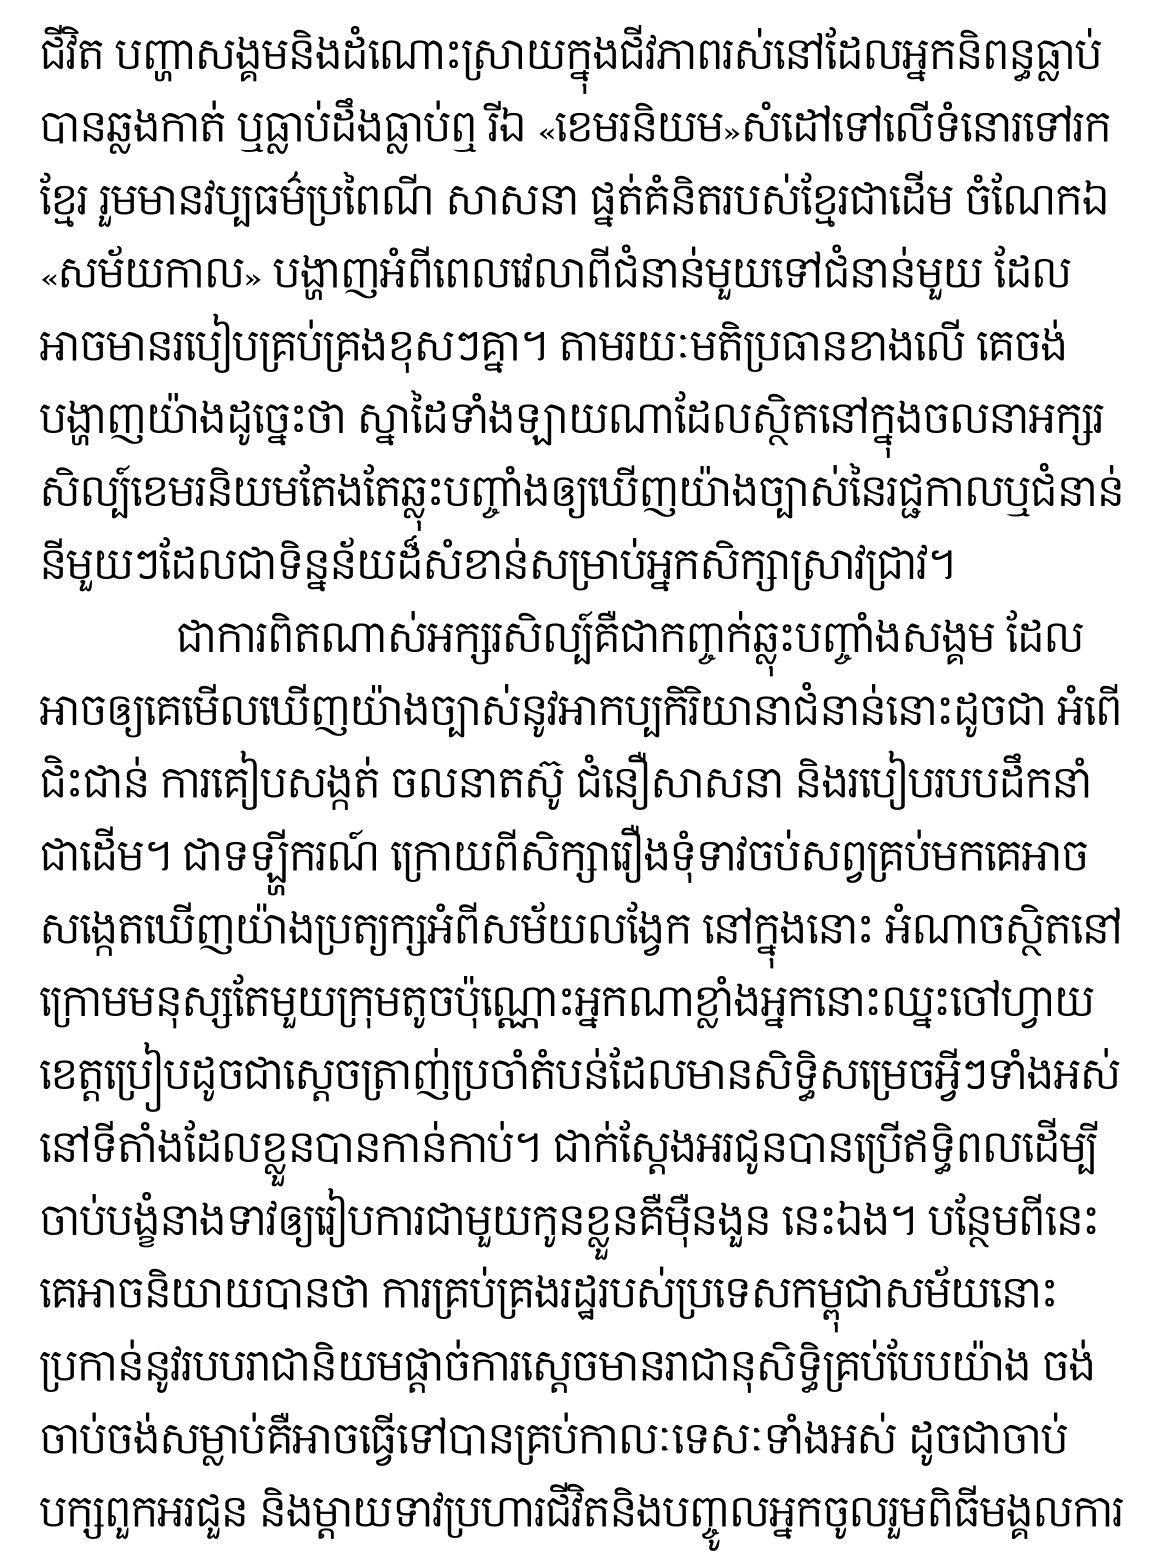 ជីវិត បញ្ហាសង្គមនិងដំណោះស្រាយក្នុងជីវភាពរស់នៅដែលអ្នកនិពន្ធធ្លាប់
បានឆ្លងកាត់ ឬធ្លាប់ដឹងធ្លាប់ឮ រីឯ «ខេមរនិយម»សំដៅទៅលើទំនោរទៅរក
ខ្មែរ រួមមានវប្បធម៌ប្រពៃណី សាសនា ផ្នត់គំនិតរបស់ខ្មែរជាដើម ចំណែកឯ
«សម័យកាល» បង្ហាញអំពីពេលវេលាពីជំនាន់មួយទៅជំនាន់មួយ ដែល
អាចមានរបៀបគ្រប់គ្រងខុសៗគ្នា។ តាមរយៈមតិប្រធានខាងលើ គេចង់
បង្ហាញយ៉ាងដូច្នេះថា ស្នាដៃទាំងឡាយណាដែលស្ថិតនៅក្នុងចលនាអក្សរ
សិល្ប៍ខេមរនិយមតែងតែឆ្លុះបញ្ចាំងឲ្យឃើញយ៉ាងច្បាស់នៃរជ្ជកាលឬជំនាន់
នីមួយៗដែលជាទិន្នន័យដ៏សំខាន់សម្រាប់អ្នកសិក្សាស្រាវជ្រាវ។
ជាការពិតណាស់អក្សរសិល្ប៍គឺជាកញ្ចក់ឆ្លុះបញ្ចាំងសង្គម ដែល
អាចឲ្យគេមើលឃើញយ៉ាងច្បាស់នូវអាកប្បកិរិយានាជំនាន់នោះដូចជា អំពើ
ជិះជាន់ ការគៀបសង្កត់ ចលនាតស៊ូ ជំនឿសាសនា និងរបៀបរបបដឹកនាំ
ជាដើម។ ជាទឡ្ហីករណ៍ ក្រោយពីសិក្សារឿងទុំទាវចប់សព្វគ្រប់មកគេអាច
សង្កេតឃើញយ៉ាងប្រត្យក្សអំពីសម័យលង្វែក នៅក្នុងនោះ អំណាចស្ថិតនៅ
ក្រោមមនុស្សតែមួយក្រុមតូចប៉ុណ្ណោះអ្នកណាខ្លាំងអ្នកនោះឈ្នះចៅហ្វាយ
ខេត្តប្រៀបដូចជាស្ដេចត្រាញ់ប្រចាំតំបន់ដែលមានសិទ្ធិសម្រេចអ្វីៗទាំងអស់
នៅទីតាំងដែលខ្លួនបានកាន់កាប់។ ជាក់ស្ដែងអរជូនបានប្រើឥទ្ធិពលដើម្បី
ចាប់បង្ខំនាងទាវឲ្យរៀបការជាមួយកូនខ្លួនគឺម៉ឺនងួន នេះឯង។ បន្ថែមពីនេះ
គេអាចនិយាយបានថា ការគ្រប់គ្រងរដ្ឋរបស់ប្រទេសកម្ពុជាសម័យនោះ
ប្រកាន់នូវរបបរាជានិយមផ្ដាច់ការស្ដេចមានរាជានុសិទ្ធិគ្រប់បែបយ៉ាង ចង់
ចាប់ចង់សម្លាប់គឺអាចធ្វើទៅបានគ្រប់កាលៈទេសៈទាំងអស់ ដូចជាចាប់
បក្សពួកអរជួន និងម្ដាយទាវប្រហារជីវិតនិងបញ្ចូលអ្នកចូលរួមពិធីមង្គលការ